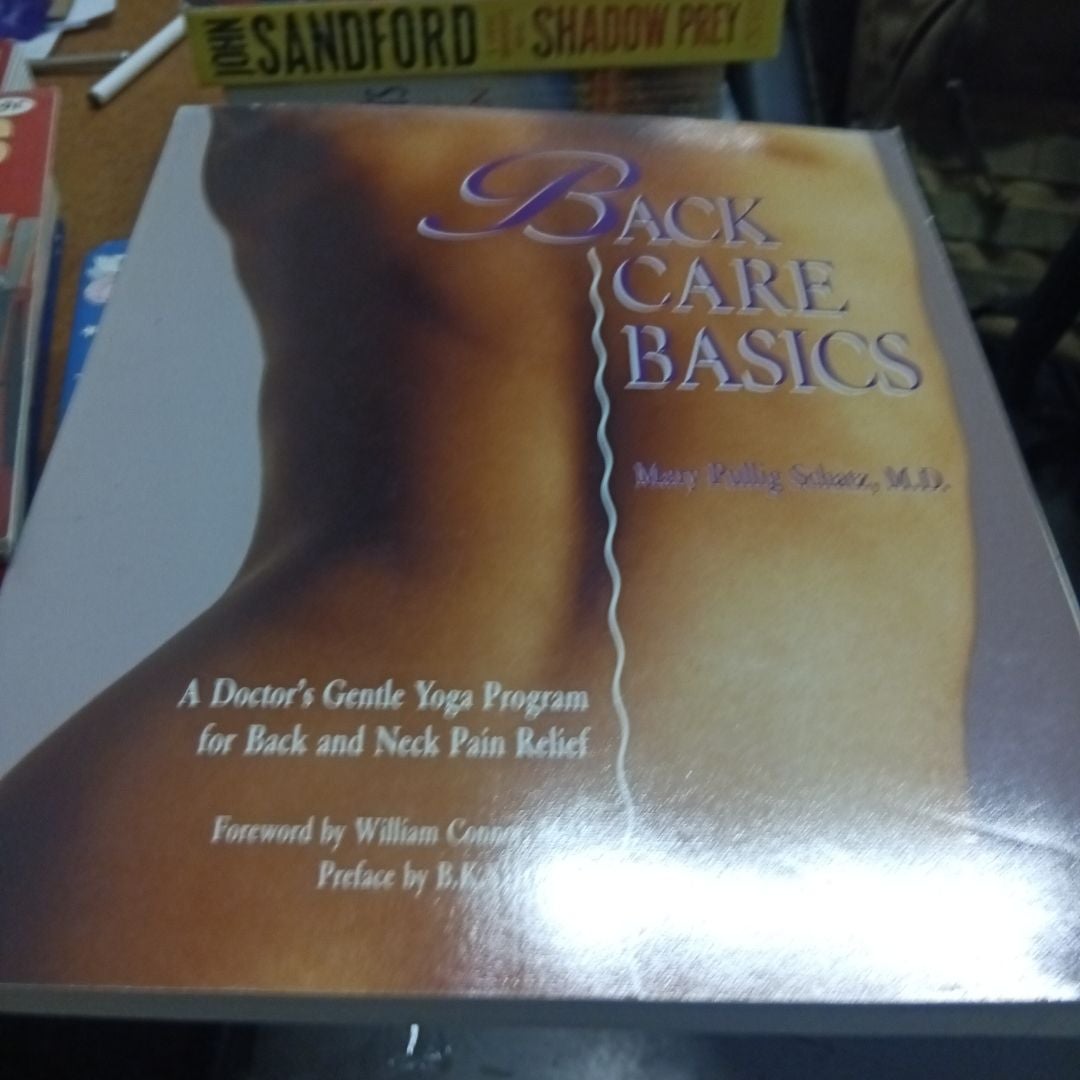 JOHN SANDFORD SHADOW PREY
BACK
CARE
BASICS
Mary Pullig Schatz, M.D.
A Doctor's Gentle Yoga Program
for Back and Neck Pain Relief
Foreword by William
Preface by